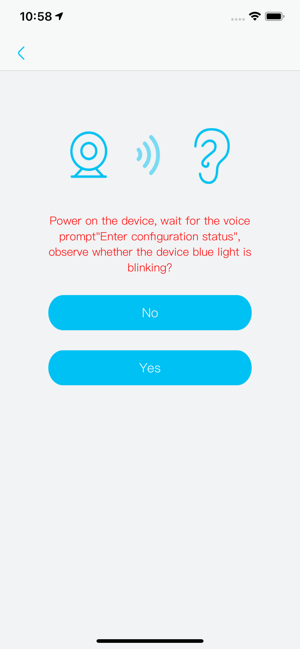 10:58
Power on the device, wait for the voice
prompt"Enter configuration status",
observe whether the device blue light is
blinking?
No
Yes